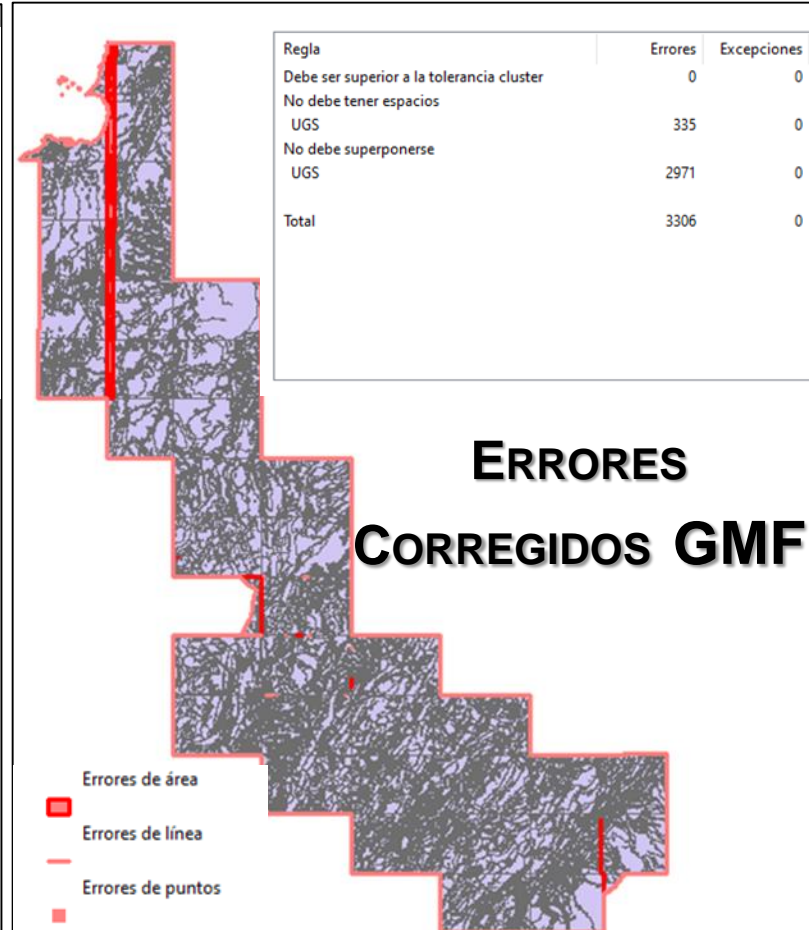 Regla Errores Excepciones
Debe ser superior a la tolerancia cluster 0 0
No debe tener espacios
UGS 335 0
No debe superponerse
UGS 2971 0
Total 3306 0
ERRORES
CORREGIDOS GMF
Errores de área
Errores de línea
Errores de puntos